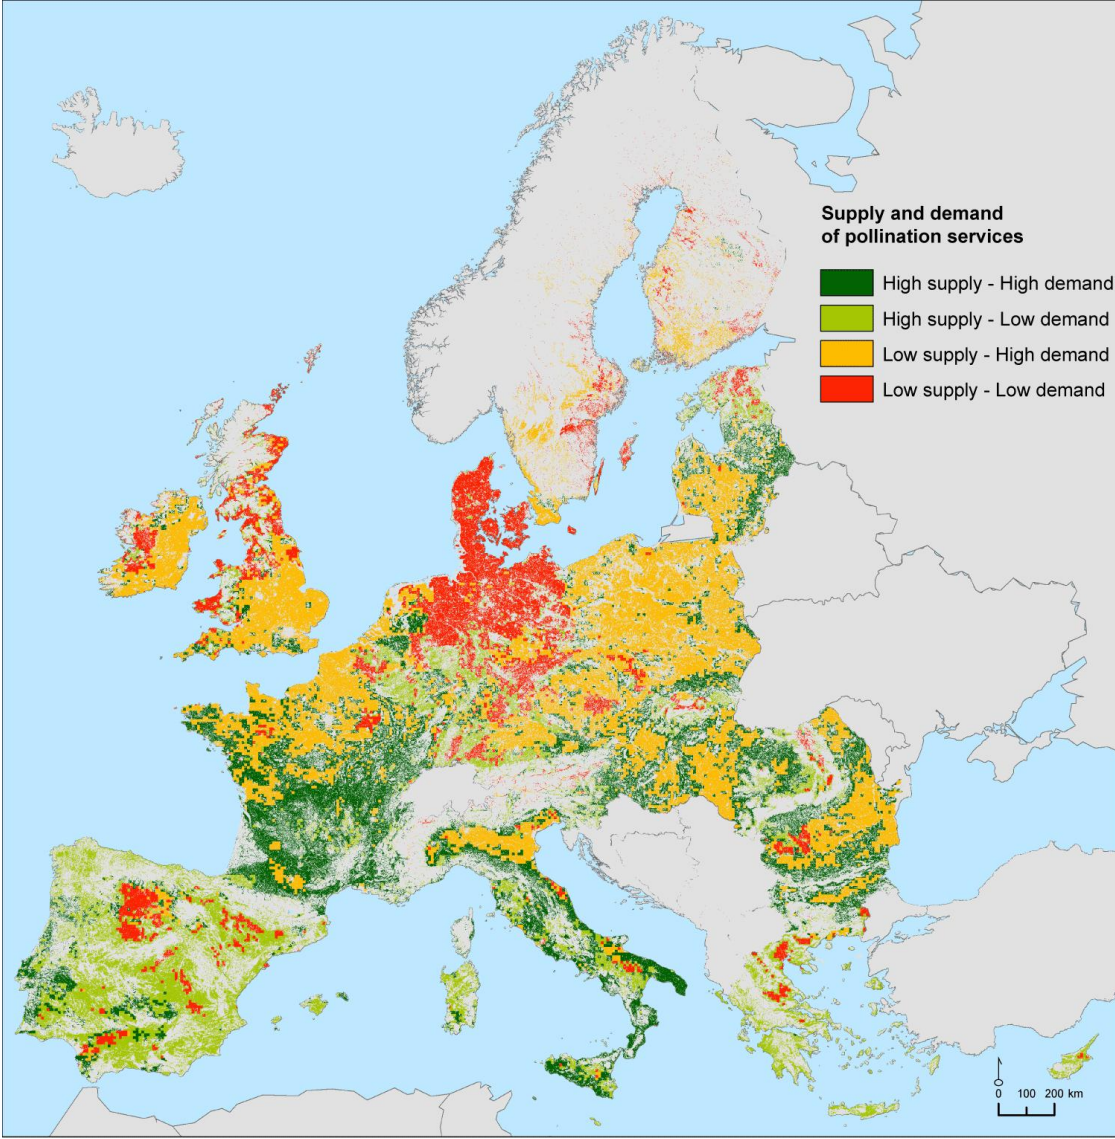 Supply and demand
of pollination services
High supply - High demand
High supply - Low demand
Low supply - High demand
Low supply - Low demand
0 100 200 km